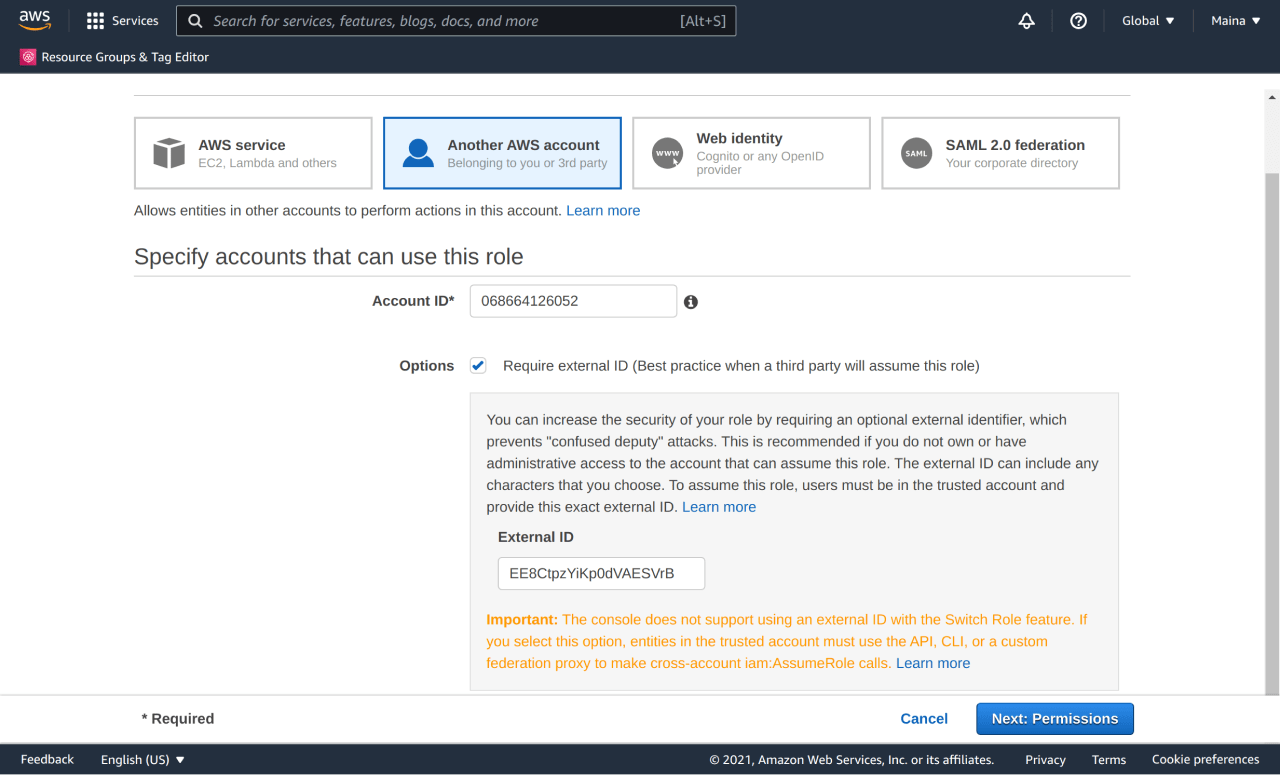 aws
Services
Search for services, features, blogs, docs, and more
[Alt+S]
Global ▼
Maina ▼
Resource Groups & Tag Editor
AWS service
EC2, Lambda and others
Another AWS account
Belonging to you or 3rd party
www
Web identity
Cognito or any OpenID
provider
SAML
SAML 2.0 federation
Your corporate directory
Allows entities in other accounts to perform actions in this account. Learn more
Specify accounts that can use this role
Account ID*
068664126052
Options
Require external ID (Best practice when a third party will assume this role)
You can increase the security of your role by requiring an optional external identifier, which
prevents "confused deputy" attacks. This is recommended if you do not own or have
administrative access to the account that can assume this role. The external ID can include any
characters that you choose. To assume this role, users must be in the trusted account and
provide this exact external ID. Learn more
External ID
EE8CtpzYiKp0dVAESVrB
Important: The console does not support using an external ID with the Switch Role feature. If
you select this option, entities in the trusted account must use the API, CLI, or a custom
federation proxy to make cross-account iam:AssumeRole calls. Learn more
* Required
Cancel
Next: Permissions
Feedback
English (US) ▼
© 2021, Amazon Web Services, Inc. or its affiliates.
Privacy
Terms
Cookie preferences